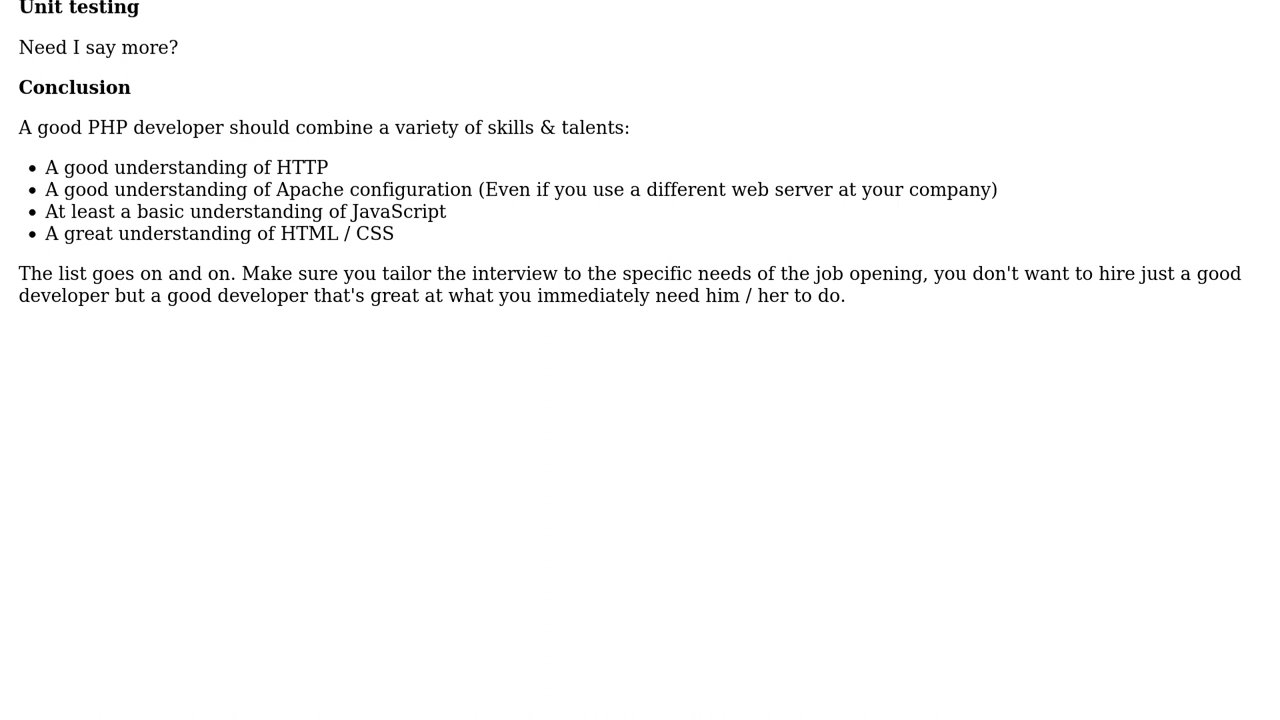 Unit testing
Need I say more?
Conclusion
A good PHP developer should combine a variety of skills & talents:
A good understanding of HTTP
A good understanding of Apache configuration (Even if you use a different web server at your company)
At least a basic understanding of JavaScript
A great understanding of HTML / CSS
The list goes on and on. Make sure you tailor the interview to the specific needs of the job opening, you don't want to hire just a good
developer but a good developer that's great at what you immediately need him / her to do.